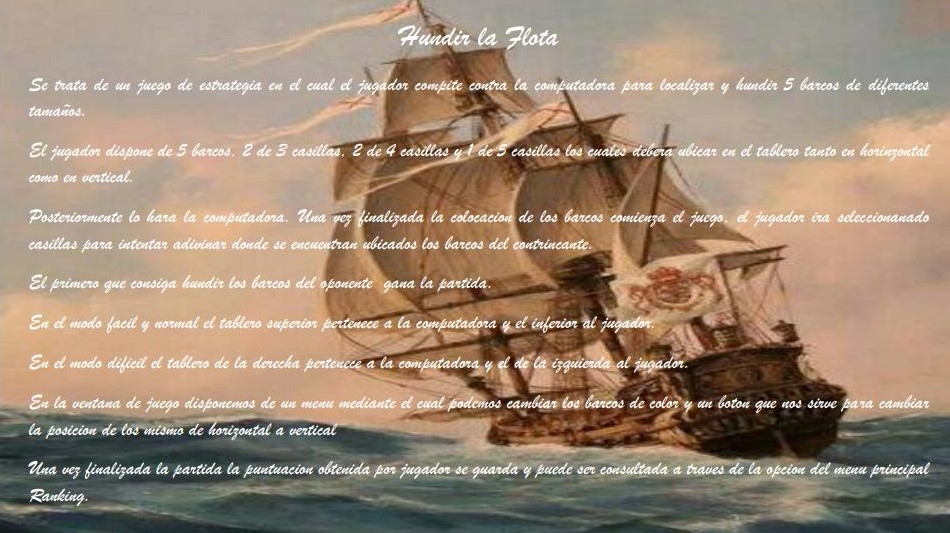 Hundir la Flota
Se trata de un juego de estrategia en el cual el jugador compite contra la computadora para localizar y hundir 5 barcos de diferentes
tamaños.
El jugador dispone de 5 barcos, 2 de 3 casillas, 2 de 4 casillas y 1 de 5 casillas los cuales debera ubicar en el tablero tanto en horinzontal
como en vertical.
Posteriormente lo hara la computadora. Una vez finalizada la colocacion de los barcos comienza el juego, el jugador ira seleccionanado
casillas para intentar adivinar donde se encuentran ubicados los barcos del contrincante.
El primero que consiga hundir los barcos del oponente gana la partida.
En el modo facil y normal el tablero superior pertenece a la computadora y el inferior al jugador.
En el modo dificil el tablero de la derecha pertenece a la computadora y el de la izquierda al jugador.
En la ventana de juego disponemos de un menu mediante el cual podemos cambiar los barcos de color y un boton que nos sirve para cambiar
la posicion de los mismo de horizontal a vertical
Una vez finalizada la partida la puntuacion obtenida por jugador se guarda y puede ser consultada a traves de la opcion del menu principal
Ranking.